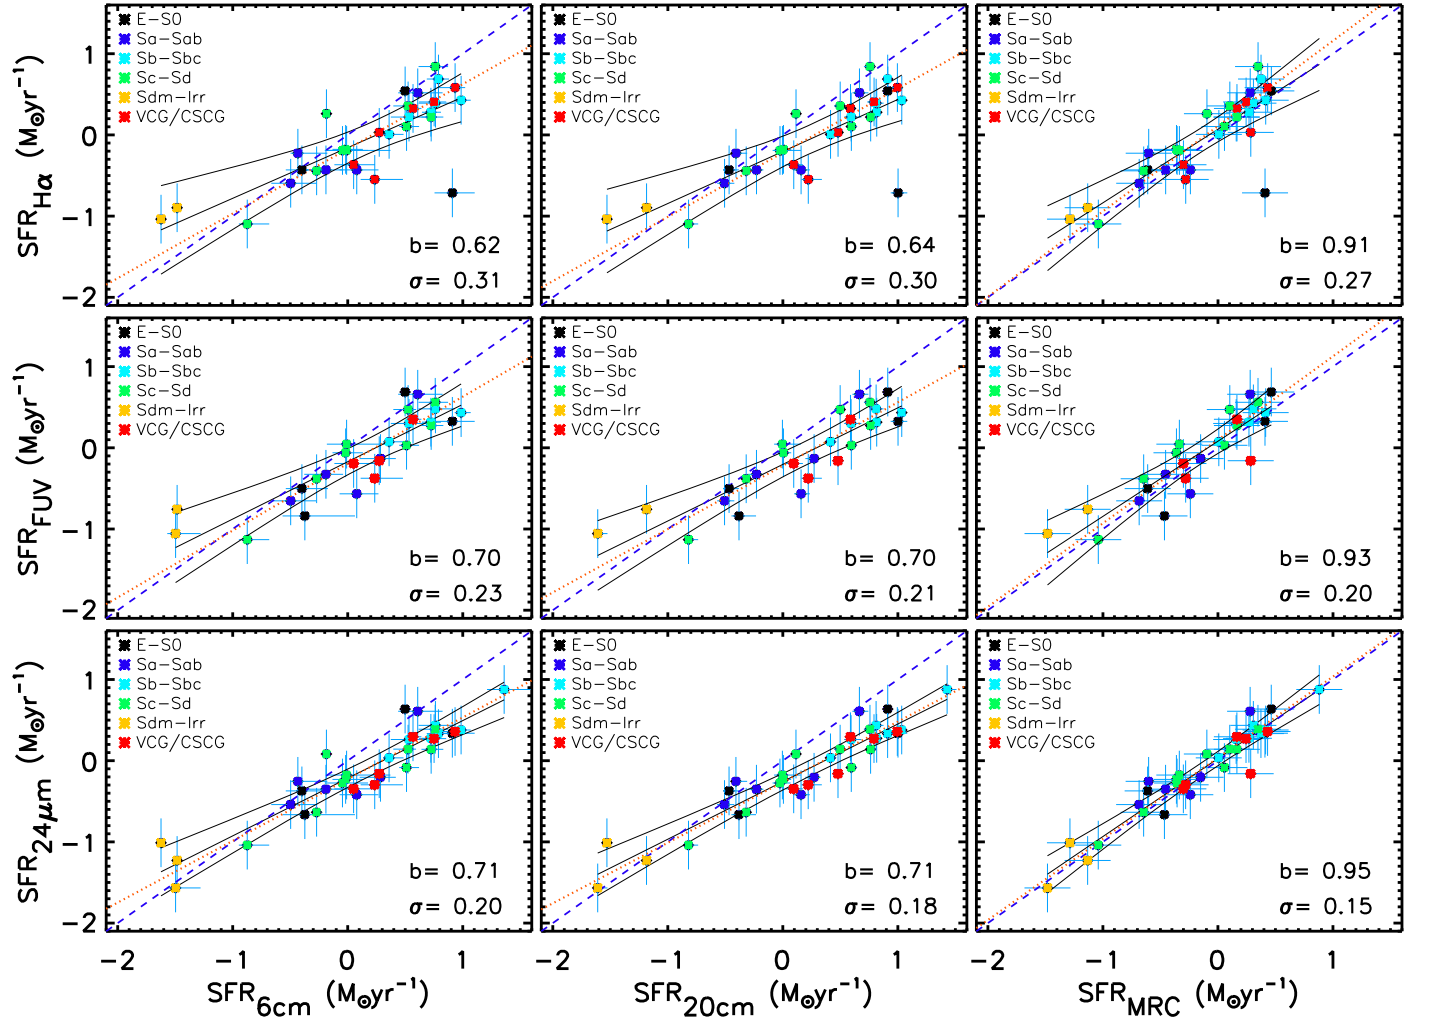 E−S0
Sa−Sab
Sb−Sbc
Sc−Sd
Sdm−Irr
VCG/CSCG
b= 0.62
σ= 0.31
E−S0
Sa−Sab
Sb−Sbc
Sc−Sd
Sdm−Irr
VCG/CSCG
b= 0.64
σ= 0.30
E−S0
Sa−Sab
Sb−Sbc
Sc−Sd
Sdm−Irr
VCG/CSCG
b= 0.91
σ= 0.27
1
0
−1
−2
SFRHα (M⊙yr−1)
E−S0
Sa−Sab
Sb−Sbc
Sc−Sd
Sdm−Irr
VCG/CSCG
b= 0.70
σ= 0.23
E−S0
Sa−Sab
Sb−Sbc
Sc−Sd
Sdm−Irr
VCG/CSCG
b= 0.70
σ= 0.21
E−S0
Sa−Sab
Sb−Sbc
Sc−Sd
Sdm−Irr
VCG/CSCG
b= 0.93
σ= 0.20
1
0
−1
−2
SFRFUV (M⊙yr−1)
E−S0
Sa−Sab
Sb−Sbc
Sc−Sd
Sdm−Irr
VCG/CSCG
b= 0.71
σ= 0.20
E−S0
Sa−Sab
Sb−Sbc
Sc−Sd
Sdm−Irr
VCG/CSCG
b= 0.71
σ= 0.18
E−S0
Sa−Sab
Sb−Sbc
Sc−Sd
Sdm−Irr
VCG/CSCG
b= 0.95
σ= 0.15
1
0
−1
−2
SFR24μm (M⊙yr−1)
−2 −1 0 1
−2 −1 0 1
−2 −1 0 1
SFR6cm (M⊙yr−1)
SFR20cm (M⊙yr−1)
SFRMRC (M⊙yr−1)